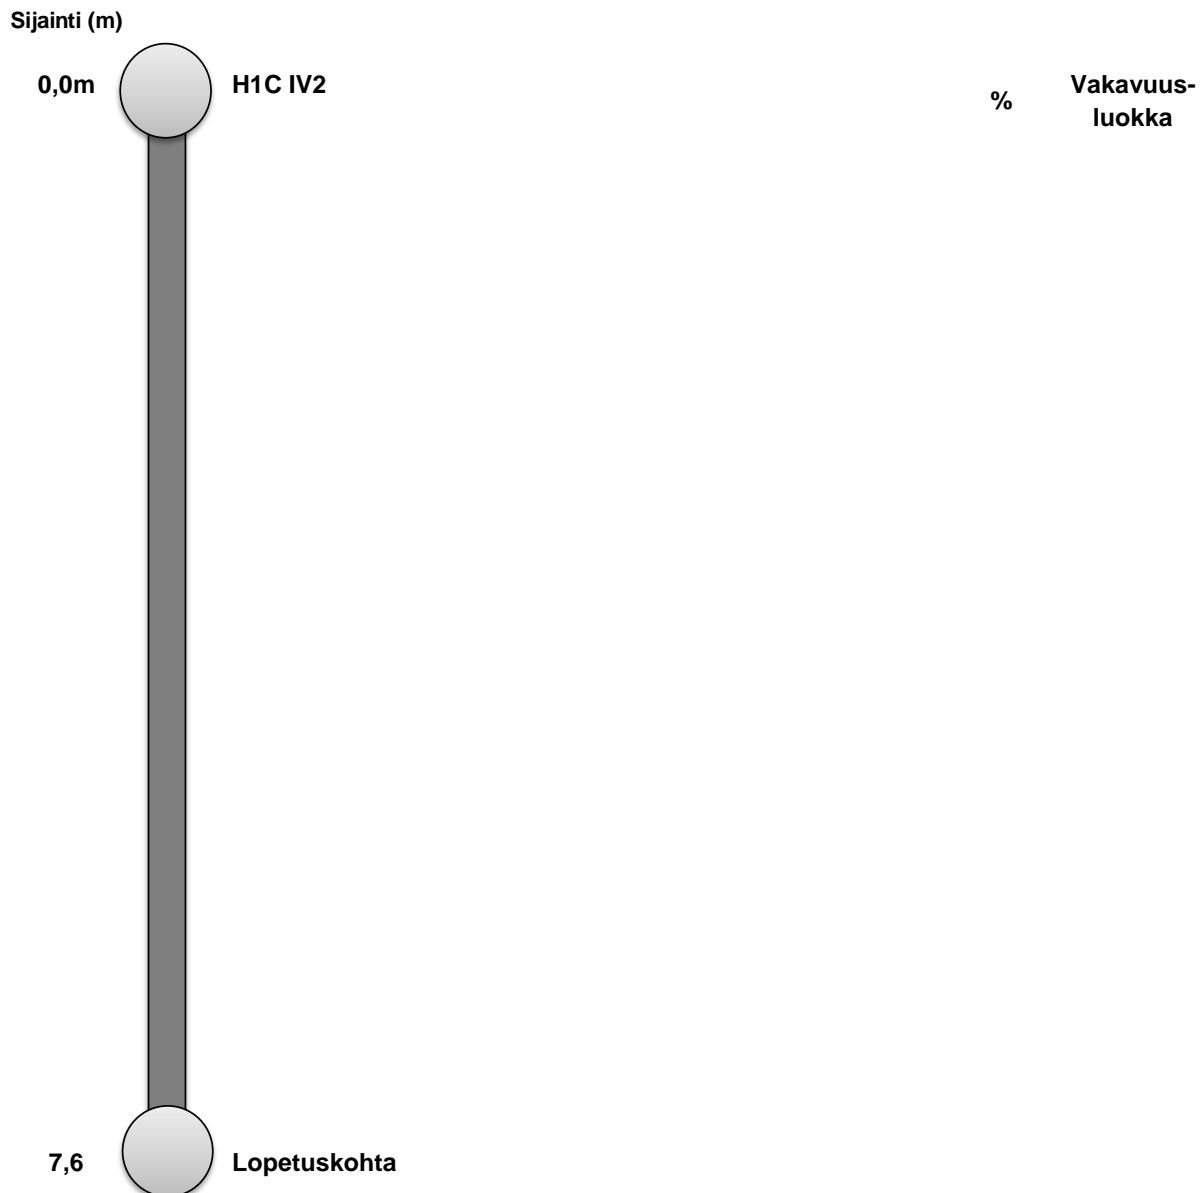 Sijainti (m)
0,0m H1C IV2 % Vakavuus-
luokka
7,6 Lopetuskohta